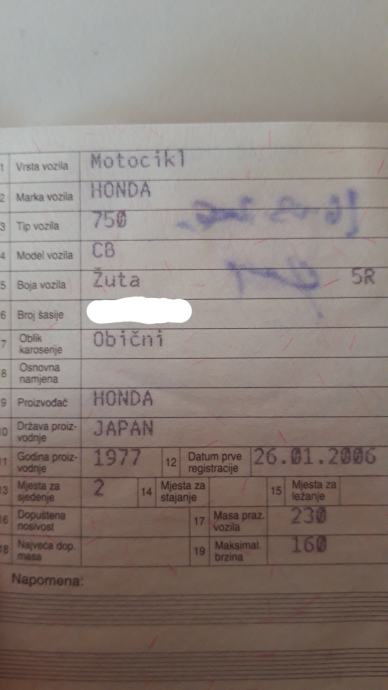 1 Vrsta vozila Motocikl
2 Marka vozila HONDA
3 Tip vozila 750
4 Model vozila CB
5 Boja vozila Žuta 5R
6 Broj šasije
7 Oblik karoserije Obični
8 Osnovna namjena
9 Proizvođač HONDA
10 Država proiz-
vodnje JAPAN
11 Godina proiz-
vodnje 1977 12 Datum prve
registracije 26.01.2006
13 Mjesta za
sjedenje 2 14 Mjesta za
stajanje 15 Mjesta za
ležanje
16 Dopuštena
nosivost 17 Masa praz.
vozila 230
18 Najveća dop.
masa 19 Maksimal.
brzina 160
Napomena: